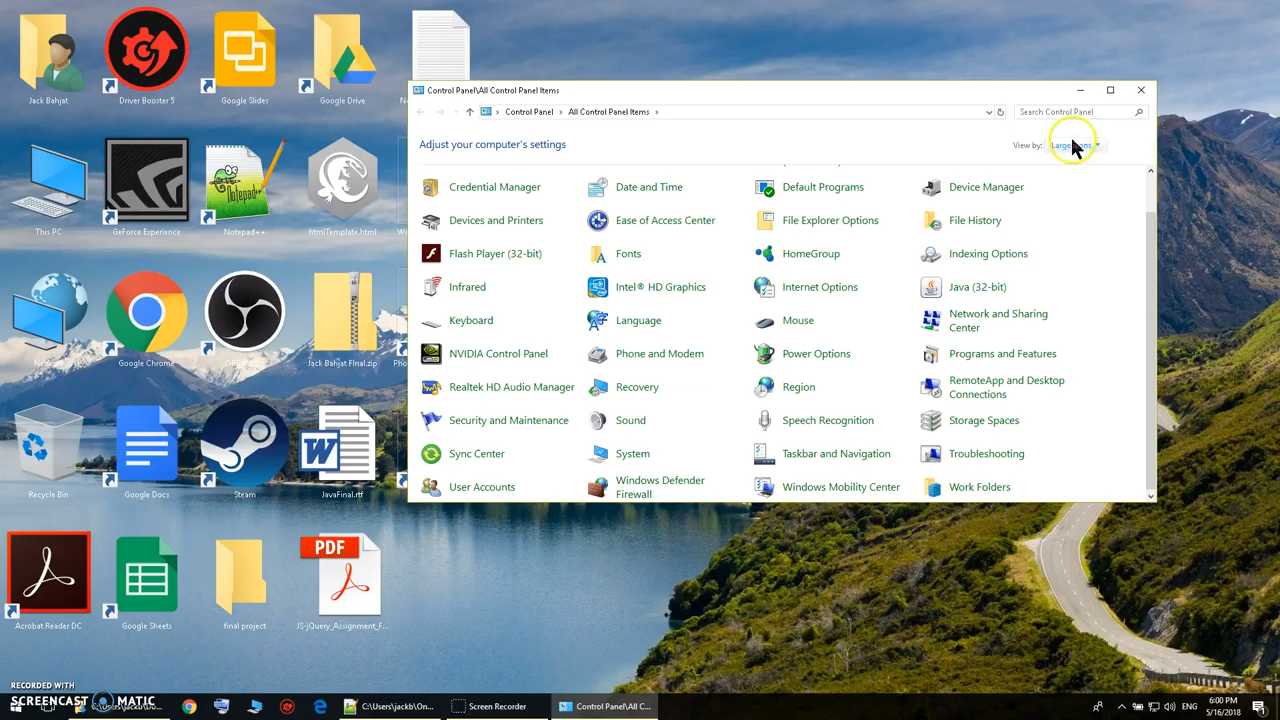 Jack Bahjat
Driver Booster 5
Google Slides
Google Drive
This PC
GeForce Experience
Notepad++
htmlTemplate.html
Google Chrome
Jack Bahjat FInal.zip
Recycle Bin
Google Docs
Steam
W
JavaFinal.rtf
Acrobat Reader DC
Google Sheets
final project
PDF
JS-jQuery_Assignment_F...
Control Panel\All Control Panel Items
Control Panel
All Control Panel Items
Search Control Panel
Adjust your computer's settings
View by:
Credential Manager
Date and Time
Default Programs
Device Manager
Devices and Printers
Ease of Access Center
File Explorer Options
File History
Flash Player (32-bit)
Fonts
HomeGroup
Indexing Options
Infrared
Intel® HD Graphics
Internet Options
Java (32-bit)
Keyboard
Language
Mouse
Network and Sharing
Center
NVIDIA Control Panel
Phone and Modem
Power Options
Programs and Features
Realtek HD Audio Manager
Recovery
Region
RemoteApp and Desktop
Connections
Security and Maintenance
Sound
Speech Recognition
Storage Spaces
Sync Center
System
Taskbar and Navigation
Troubleshooting
User Accounts
Windows Defender
Firewall
Windows Mobility Center
Work Folders
RECORDED WITH
SCREENCAST MATIC
C:\Users\jackb\On...
Screen Recorder
Control Panel\All C...
ENG
6:00 PM
5/16/2018